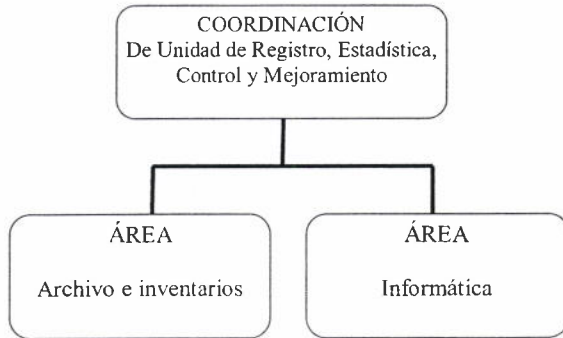 COORDINACIÓN
De Unidad de Registro, Estadística,
Control y Mejoramiento
ÁREA
Archivo e inventarios
ÁREA
Informática